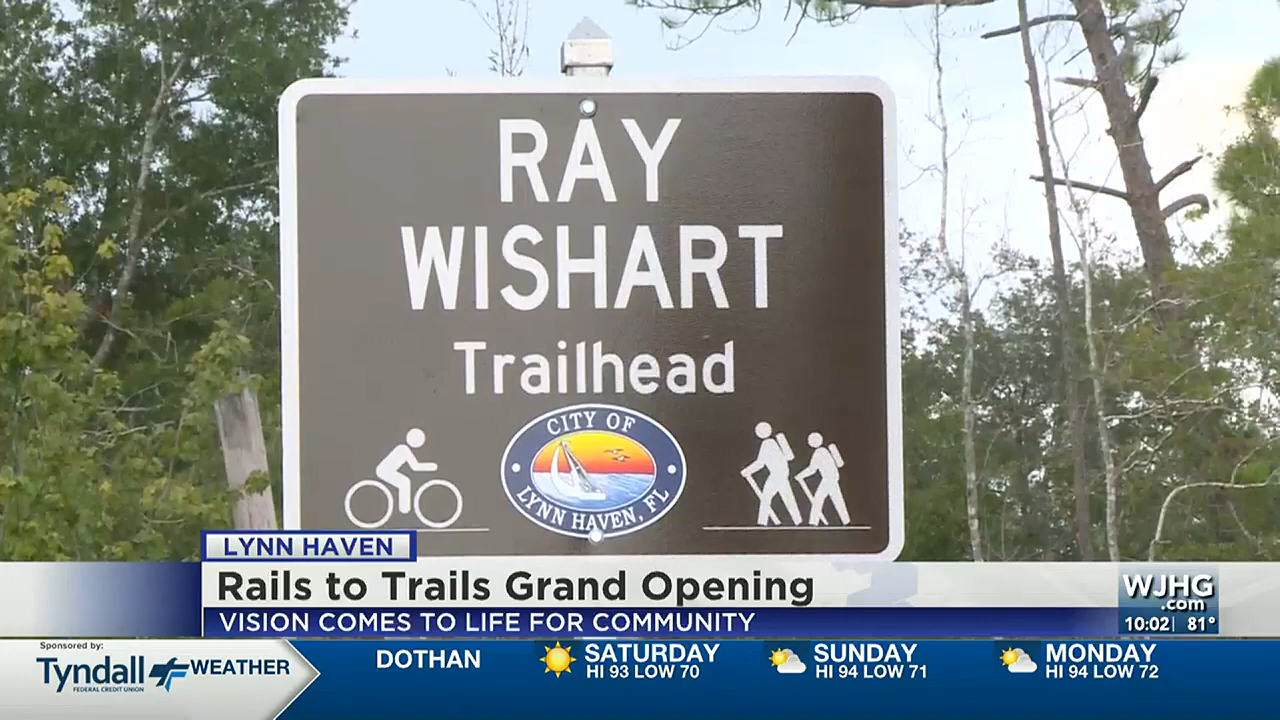 RAY
WISHART
Trailhead
CITY OF
LYNN HAVEN, FL
LYNN HAVEN
Rails to Trails Grand Opening
VISION COMES TO LIFE FOR COMMUNITY
WJHG
.com
10:02 81°
Sponsored by:
Tyndall
FEDERAL CREDIT UNION
WEATHER
DOTHAN
SATURDAY
HI 93 LOW 70
SUNDAY
HI 94 LOW 71
MONDAY
HI 94 LOW 72